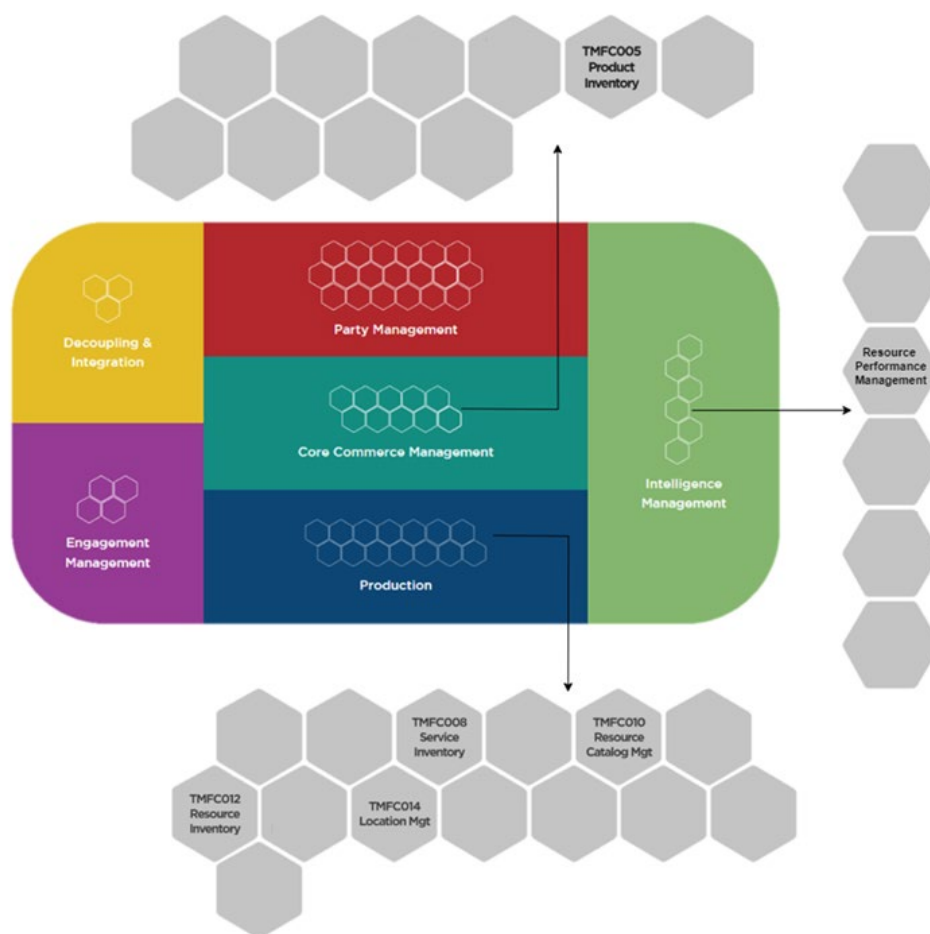 TMFC005
Product
Inventory
Party Management
Decoupling &
Integration
Resource
Performance
Management
Core Commerce Management
Intelligence
Management
Engagement
Management
Production
TMFC008
Service
Inventory
TMFC010
Resource
Catalog Mgt
TMFC012
Resource
Inventory
TMFC014
Location Mgt